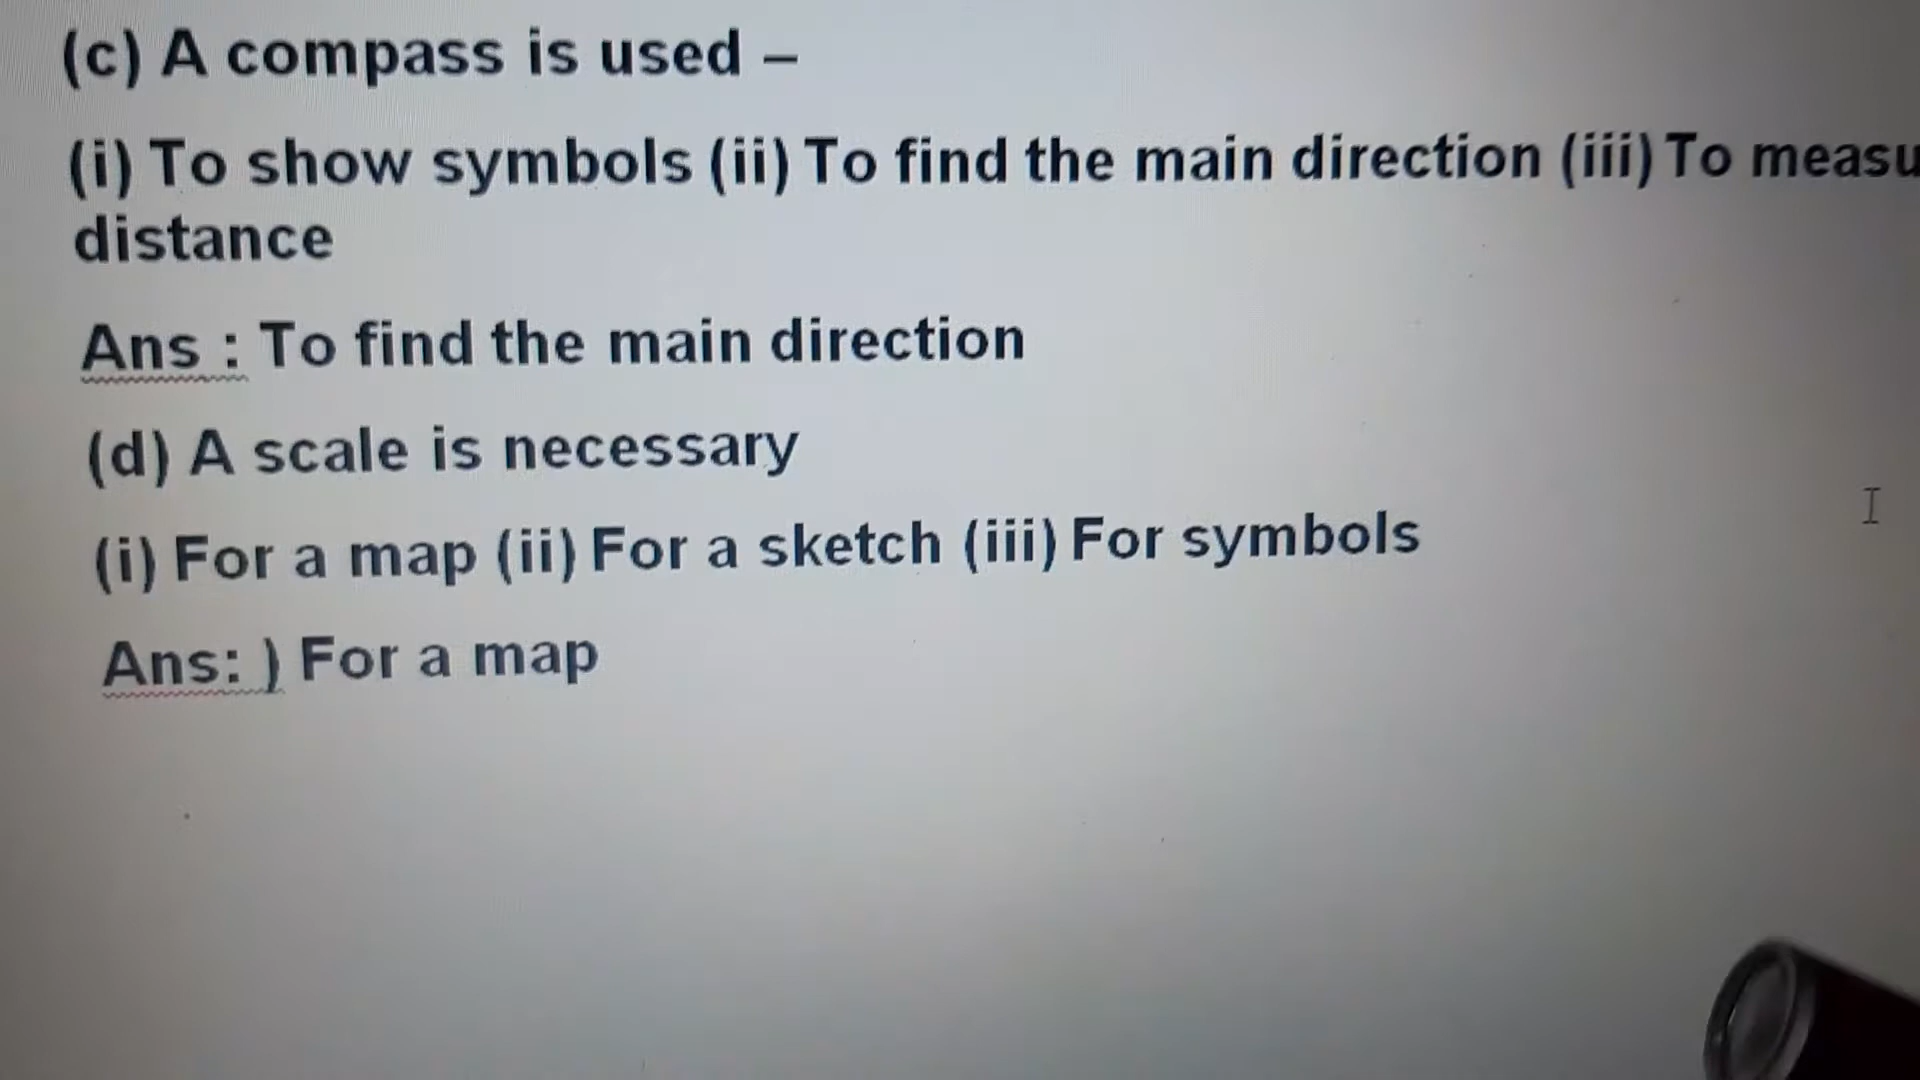 (c) A compass is used –
(i) To show symbols (ii) To find the main direction (iii) To measu
distance
Ans : To find the main direction
(d) A scale is necessary
(i) For a map (ii) For a sketch (iii) For symbols
Ans: ) For a map